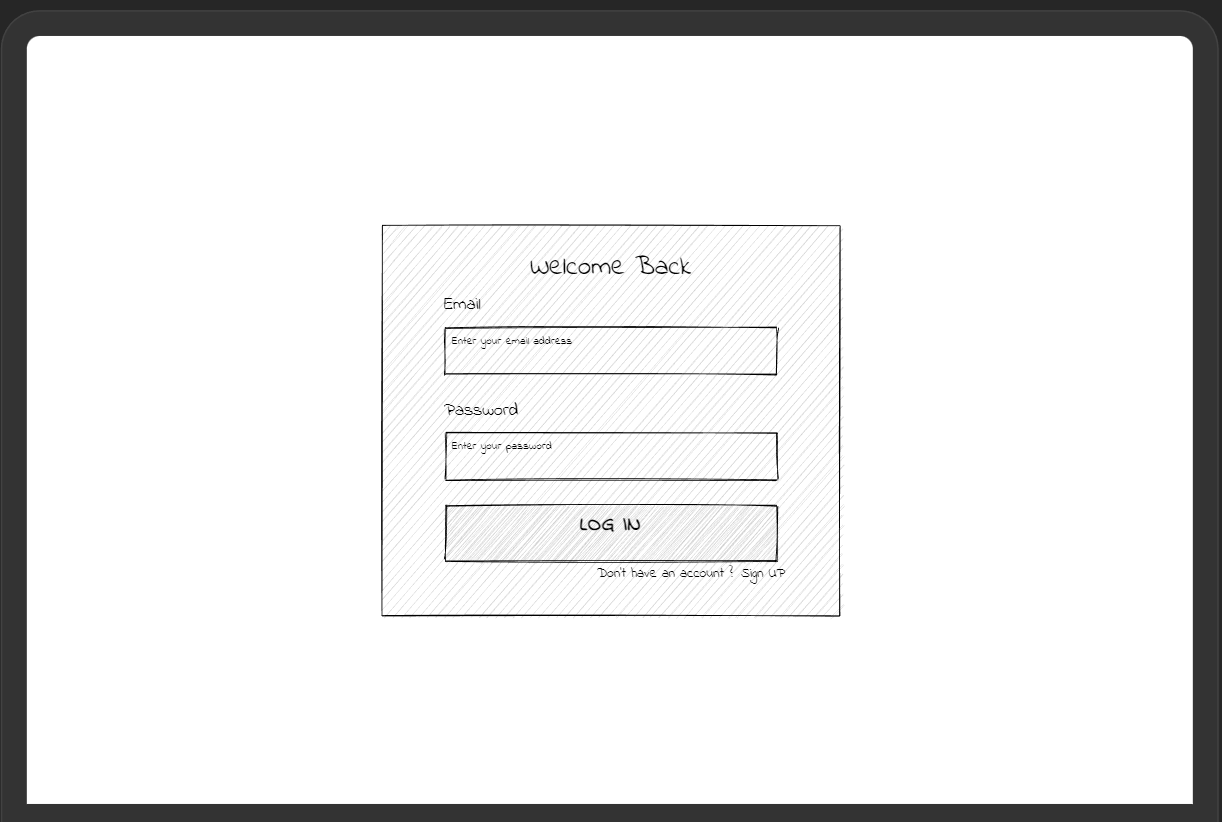 Welcome Back
Email
Enter your email address
Password
Enter your password
LOG IN
Don't have an account ? Sign UP